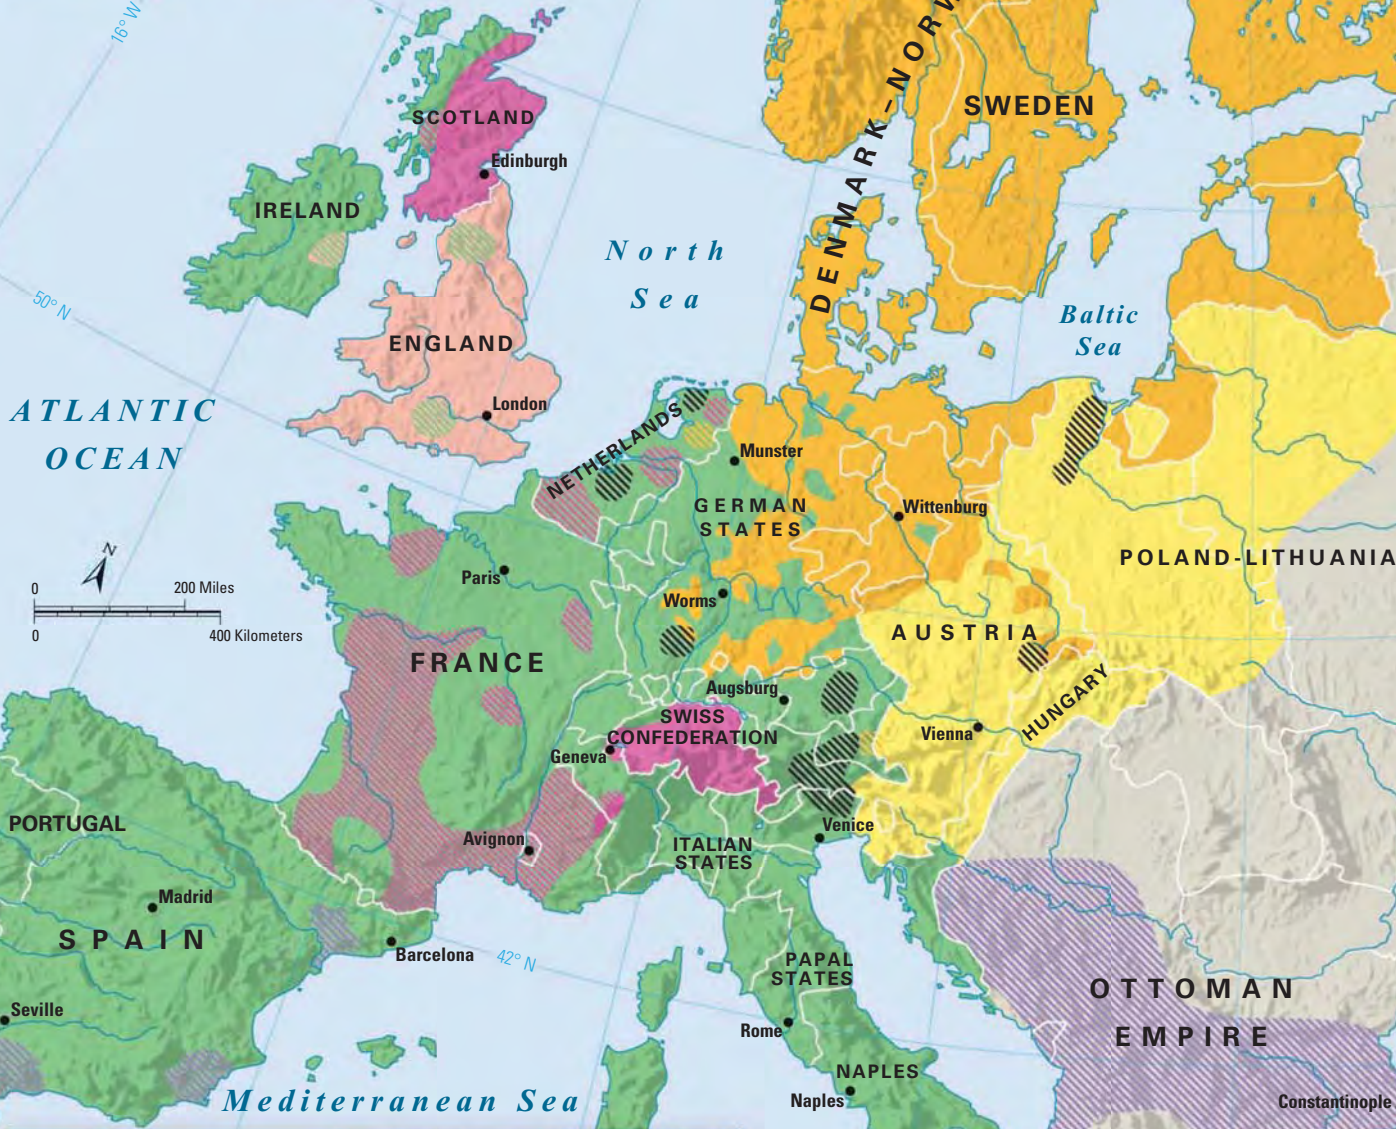 16° W
DENMARK–NORW
SWEDEN
SCOTLAND
Edinburgh
IRELAND
North
Sea
50° N
Baltic
Sea
ENGLAND
London
ATLANTIC
OCEAN
NETHERLANDS
Munster
GERMAN
STATES
Wittenburg
POLAND-LITHUANIA
N
0
200 Miles
0
400 Kilometers
Paris
Worms
AUSTRIA
FRANCE
Augsburg
HUNGARY
SWISS
CONFEDERATION
Vienna
Geneva
PORTUGAL
Venice
Avignon
ITALIAN
STATES
Madrid
SPAIN
Barcelona
42° N
PAPAL
STATES
OTTOMAN
EMPIRE
Seville
Rome
NAPLES
Naples
Mediterranean Sea
Constantinople